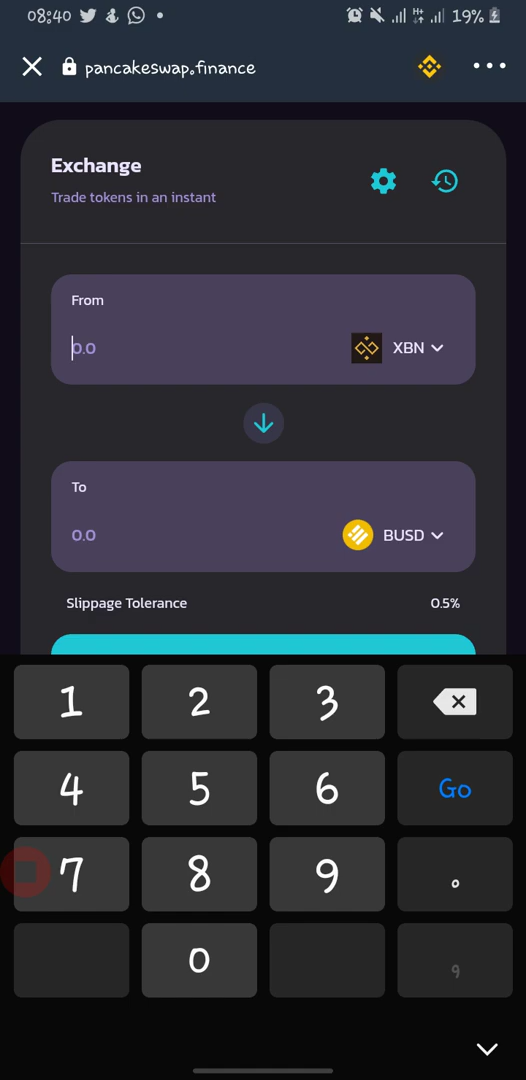 08:40 19%
pancakeswap.finance
Exchange
Trade tokens in an instant
From
0.0 XBN
To
0.0 BUSD
Slippage Tolerance 0.5%
1 2 3
4 5 6 Go
7 8 9 .
0 ,